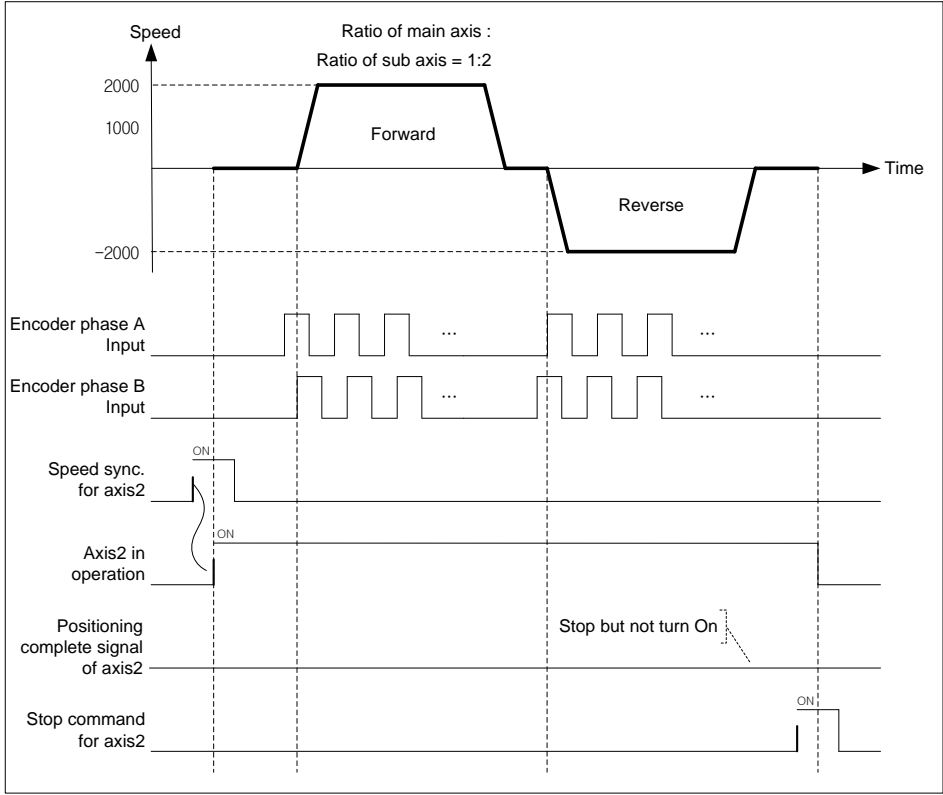 Speed
Ratio of main axis :
Ratio of sub axis = 1:2
2000
1000
Forward
Time
Reverse
−2000
Encoder phase A
Input
...
...
Encoder phase B
Input
...
...
Speed sync.
for axis2
ON
Axis2 in
operation
ON
Positioning
complete signal
of axis2
Stop but not turn On
Stop command
for axis2
ON